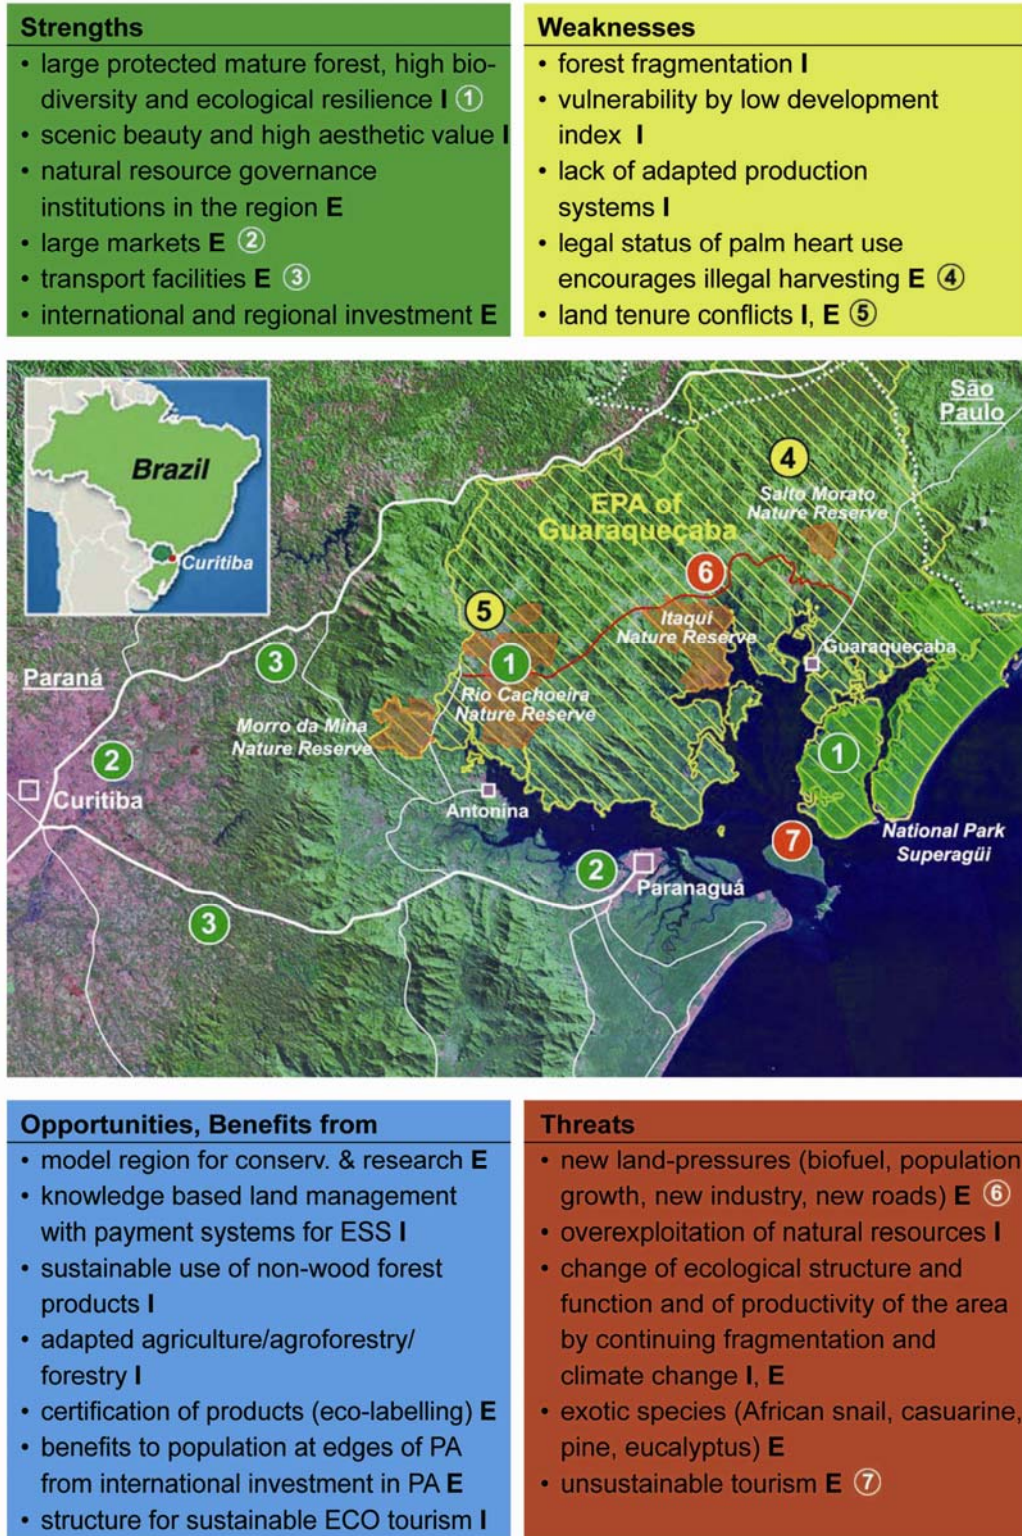 Strengths
• large protected mature forest, high bio-
diversity and ecological resilience I ①
• scenic beauty and high aesthetic value I
• natural resource governance
institutions in the region E
• large markets E ②
• transport facilities E ③
• international and regional investment E
Weaknesses
• forest fragmentation I
• vulnerability by low development
index I
• lack of adapted production
systems I
• legal status of palm heart use
encourages illegal harvesting E ④
• land tenure conflicts I, E ⑤
Brazil
Curitiba
São
Paulo
4
Salto Morato
Nature Reserve
EPA of
Guaraqueçaba
6
5
Itaqui
Nature Reserve
Guaraqueçaba
3
1
Paraná
Rio Cachoeira
Nature Reserve
Morro da Mina
Nature Reserve
2
1
Curitiba
Antonina
7
National Park
Superagüi
2
Paranaguá
3
Opportunities, Benefits from
• model region for conserv. & research E
• knowledge based land management
with payment systems for ESS I
• sustainable use of non-wood forest
products I
• adapted agriculture/agroforestry/
forestry I
• certification of products (eco-labelling) E
• benefits to population at edges of PA
from international investment in PA E
• structure for sustainable ECO tourism I
Threats
• new land-pressures (biofuel, population
growth, new industry, new roads) E ⑥
• overexploitation of natural resources I
• change of ecological structure and
function and of productivity of the area
by continuing fragmentation and
climate change I, E
• exotic species (African snail, casuarine,
pine, eucalyptus) E
• unsustainable tourism E ⑦